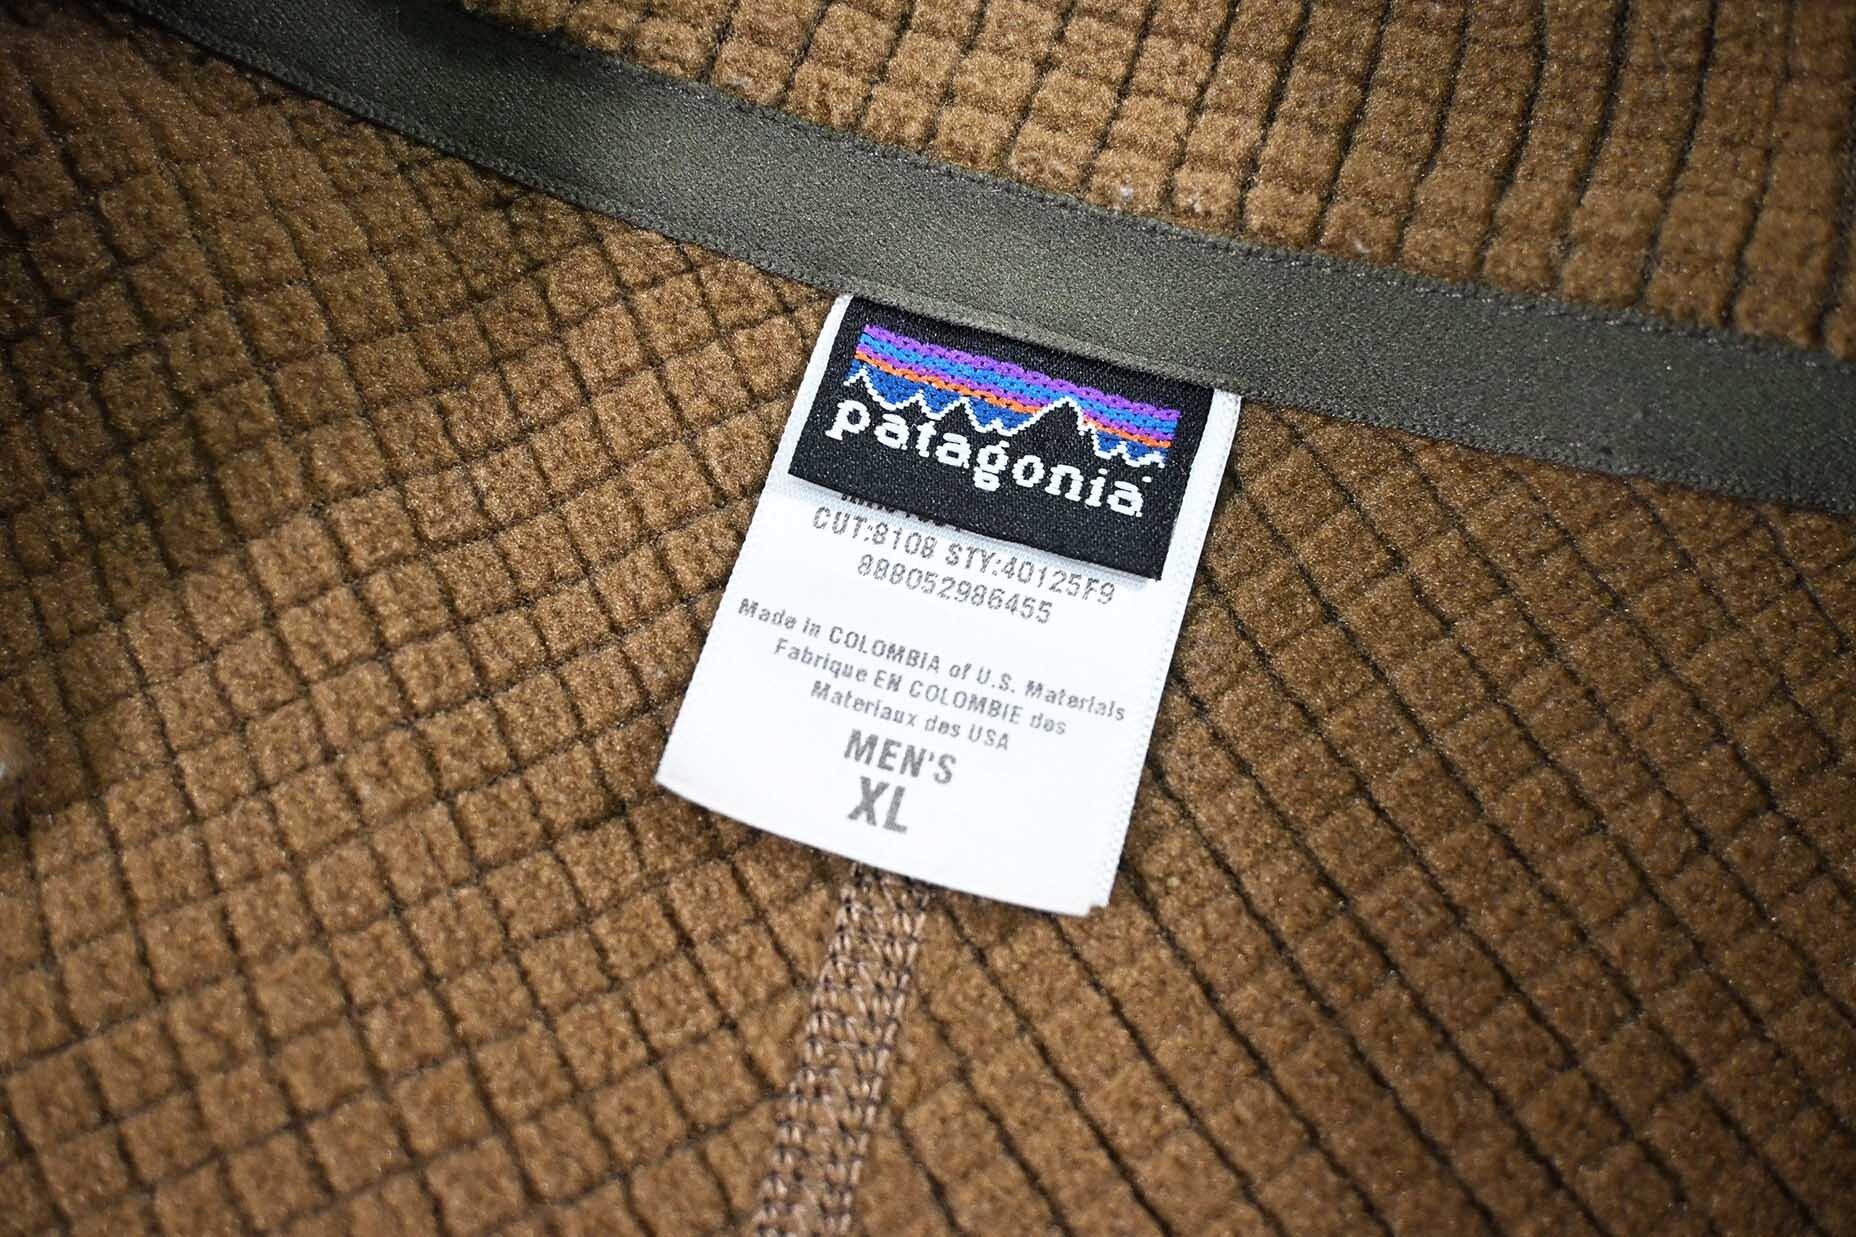 patagonia
CUT:8108 STY:40125F9
888052986455
Made in COLOMBIA of U.S. Materials
Fabrique EN COLOMBIE des
Materiaux des USA
MEN'S
XL